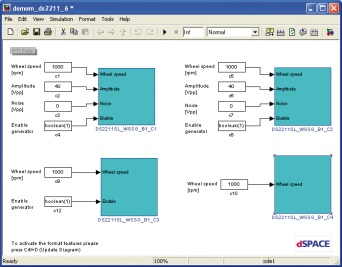 demem_ds2211_6 *
File Edit View Simulation Format Tools Help
Inf Normal
RTI Data
Wheel speed [rpm] 1000 c1 Wheel speed
Amplitude [Vpp] 40 c2 Amplitude
Noise [Vpp] 0 c3 Noise
Enable generator boolean(1) c4 Enable
DS2211SL_WSSG_B1_C1
Wheel speed [rpm] 1000 c5 Wheel speed
Amplitude [Vpp] 40 c6 Amplitude
Noise [Vpp] 0 c7 Noise
Enable generator boolean(1) c8 Enable
DS2211SL_WSSG_B1_C2
Wheel speed [rpm] 1000 c9 Wheel speed
Enable generator boolean(1) c12 Enable
DS2211SL_WSSG_B1_C3
Wheel speed [rpm] 1000 c10 Wheel speed
DS2211SL_WSSG_B1_C4
To activate the format features please
press Ctrl+D (Update Diagram)
dSPACE
Ready 100% ode1